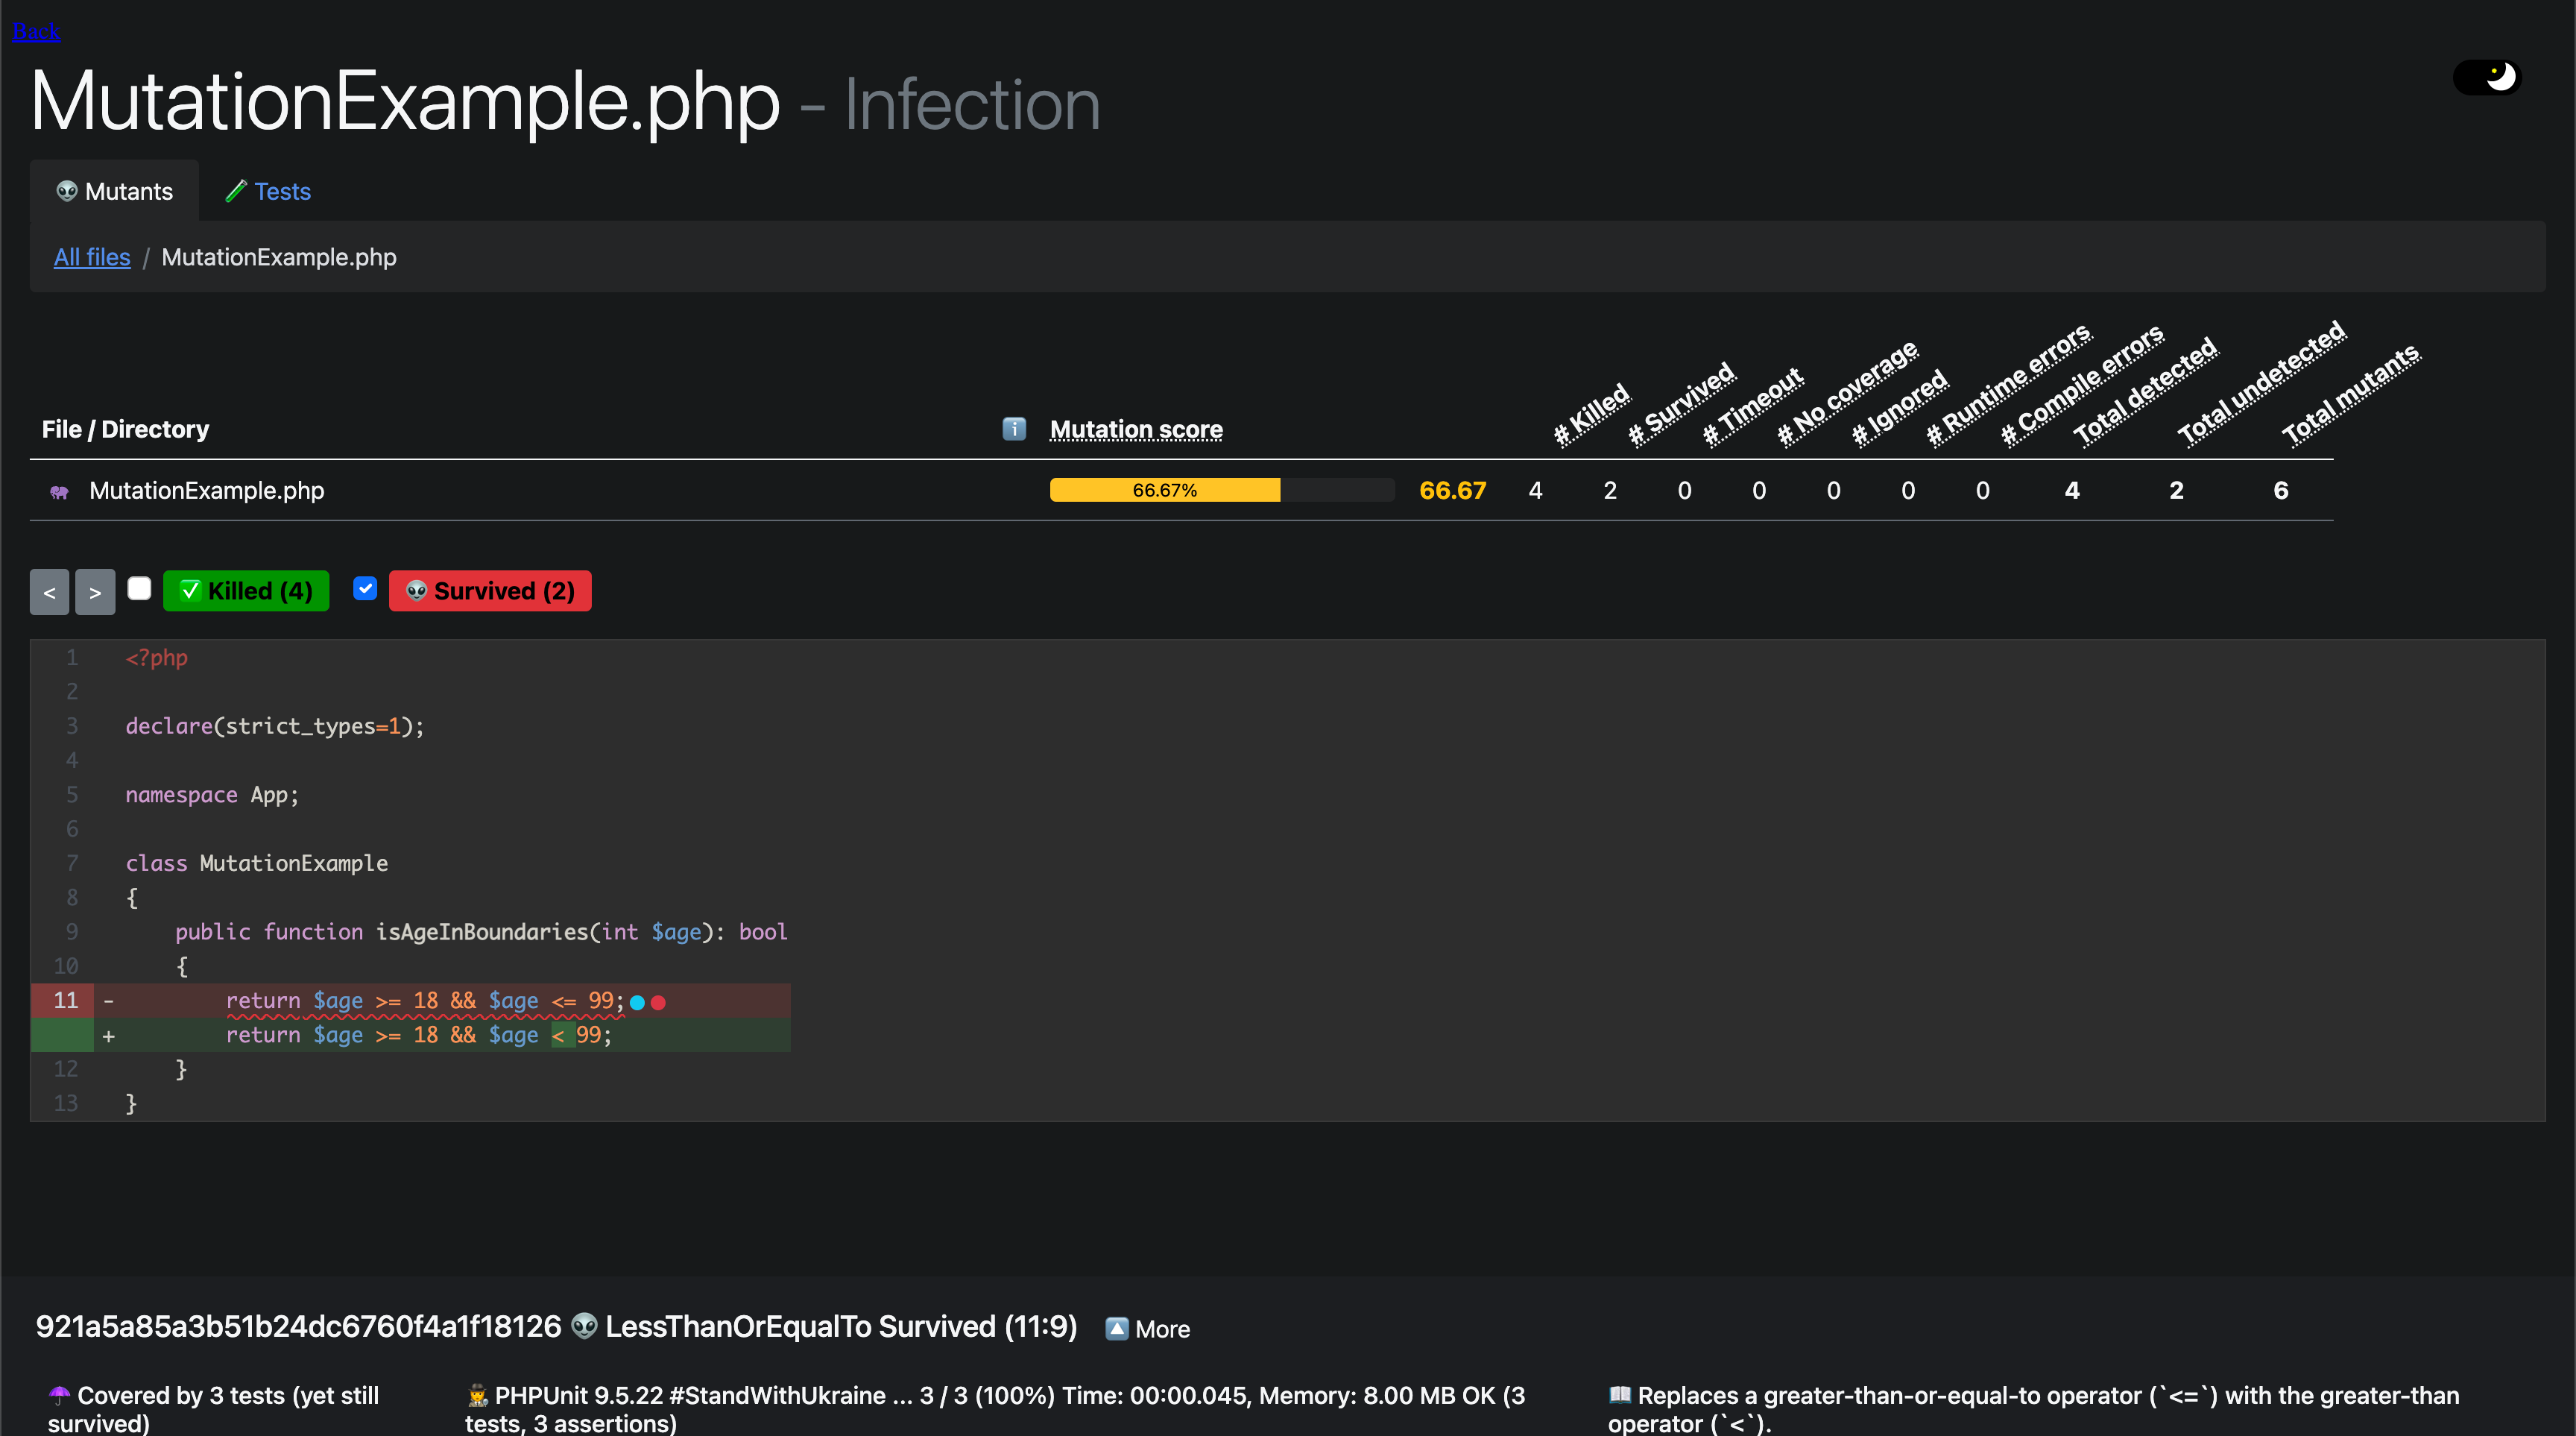 Back
MutationExample.php - Infection
👽 Mutants
Tests
All files / MutationExample.php
File / Directory
ℹ️ Mutation score
# Killed
# Survived
# Timeout
# No coverage
# Ignored
# Runtime errors
# Compile errors
Total detected
Total undetected
Total mutants
MutationExample.php 66.67% 66.67 4 2 0 0 0 0 0 4 2 6
< > ✅ Killed (4) 👽 Survived (2)
1 <?php
2
3 declare(strict_types=1);
4
5 namespace App;
6
7 class MutationExample
8 {
9 public function isAgeInBoundaries(int $age): bool
10 {
11 - return $age >= 18 && $age <= 99;
+ return $age >= 18 && $age < 99;
12 }
13 }
921a5a85a3b51b24dc6760f4a1f18126 👽 LessThanOrEqualTo Survived (11:9) 🔼 More
☂️ Covered by 3 tests (yet still
survived)
🕵️ PHPUnit 9.5.22 #StandWithUkraine ... 3 / 3 (100%) Time: 00:00.045, Memory: 8.00 MB OK (3
tests, 3 assertions)
📖 Replaces a greater-than-or-equal-to operator (`<=`) with the greater-than
operator (`<`).